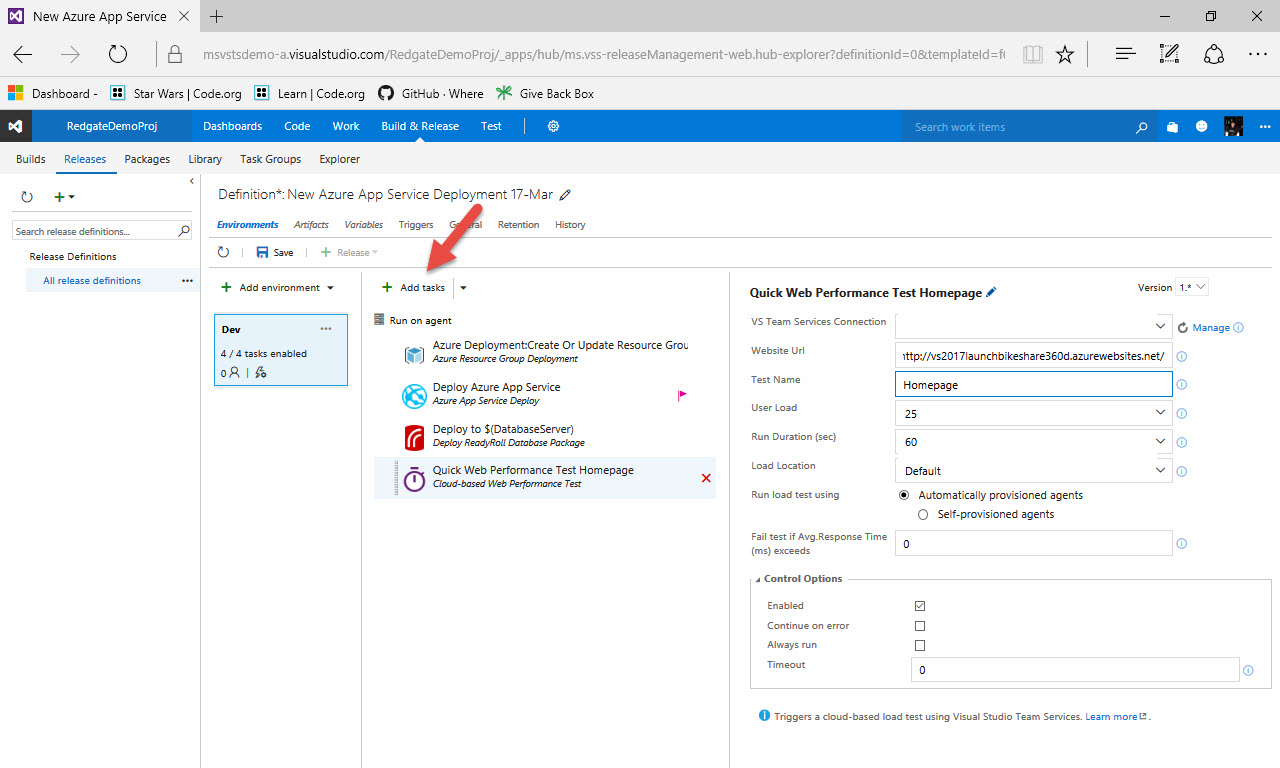 New Azure App Service
msvstsdemo-a.visualstudio.com/RedgateDemoProj/_apps/hub/ms.vss-releaseManagement-web.hub-explorer?definitionId=0&templateId=f
Dashboard - Star Wars | Code.org Learn | Code.org GitHub · Where Give Back Box
RedgateDemoProj Dashboards Code Work Build & Release Test Search work items
Builds Releases Packages Library Task Groups Explorer
Definition*: New Azure App Service Deployment 17-Mar
Environments Artifacts Variables Triggers General Retention History
Search release definitions...
Save Release
Release Definitions
All release definitions
Add environment
Add tasks
Dev
4 / 4 tasks enabled
0
Run on agent
Azure Deployment:Create Or Update Resource Grou
Azure Resource Group Deployment
Deploy Azure App Service
Azure App Service Deploy
Deploy to $(DatabaseServer)
Deploy ReadyRoll Database Package
Quick Web Performance Test Homepage
Cloud-based Web Performance Test
Quick Web Performance Test Homepage
Version 1.*
VS Team Services Connection Manage
Website Url http://vs2017launchbikeshare360d.azurewebsites.net/
Test Name Homepage
User Load 25
Run Duration (sec) 60
Load Location Default
Run load test using Automatically provisioned agents
Self-provisioned agents
Fail test if Avg.Response Time
(ms) exceeds 0
Control Options
Enabled
Continue on error
Always run
Timeout 0
Triggers a cloud-based load test using Visual Studio Team Services. Learn more.